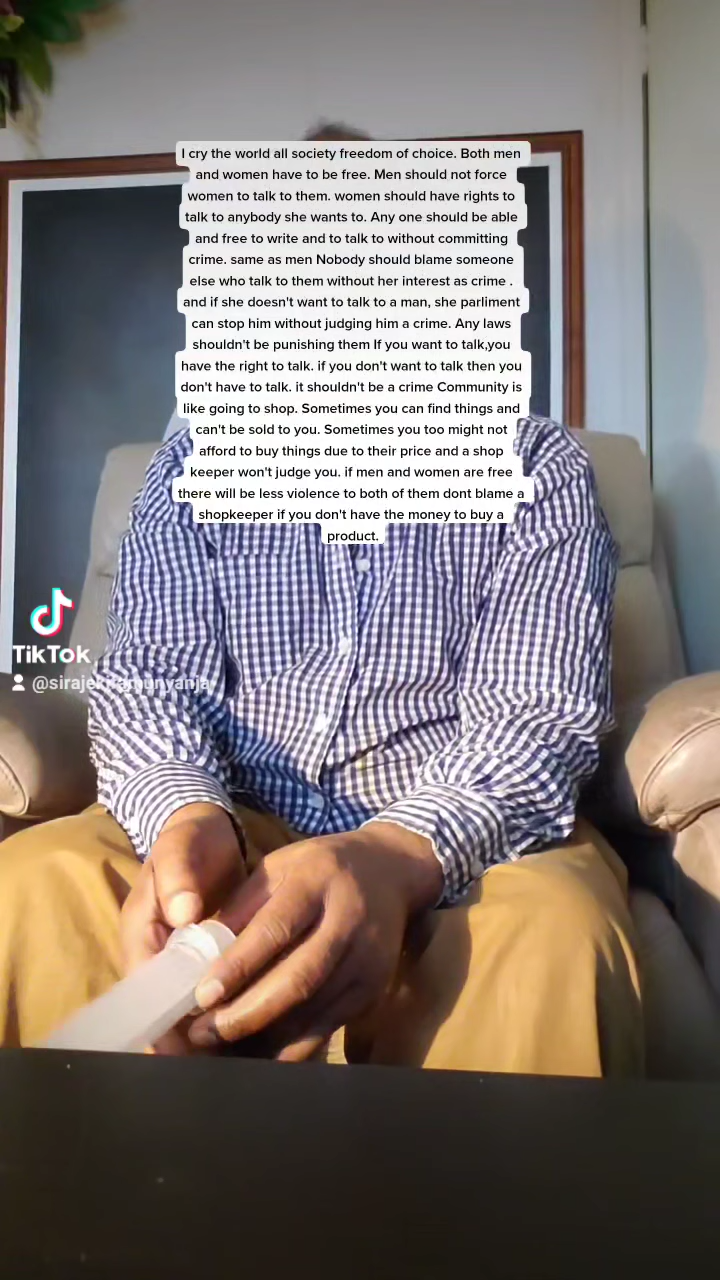 I cry the world all society freedom of choice. Both men
and women have to be free. Men should not force
women to talk to them. women should have rights to
talk to anybody she wants to. Any one should be able
and free to write and to talk to without committing
crime. same as men Nobody should blame someone
else who talk to them without her interest as crime .
and if she doesn't want to talk to a man, she parliment
can stop him without judging him a crime. Any laws
shouldn't be punishing them If you want to talk,you
have the right to talk. if you don't want to talk then you
don't have to talk. it shouldn't be a crime Community is
like going to shop. Sometimes you can find things and
can't be sold to you. Sometimes you too might not
afford to buy things due to their price and a shop
keeper won't judge you. if men and women are free
there will be less violence to both of them dont blame a
shopkeeper if you don't have the money to buy a
product.
TikTok